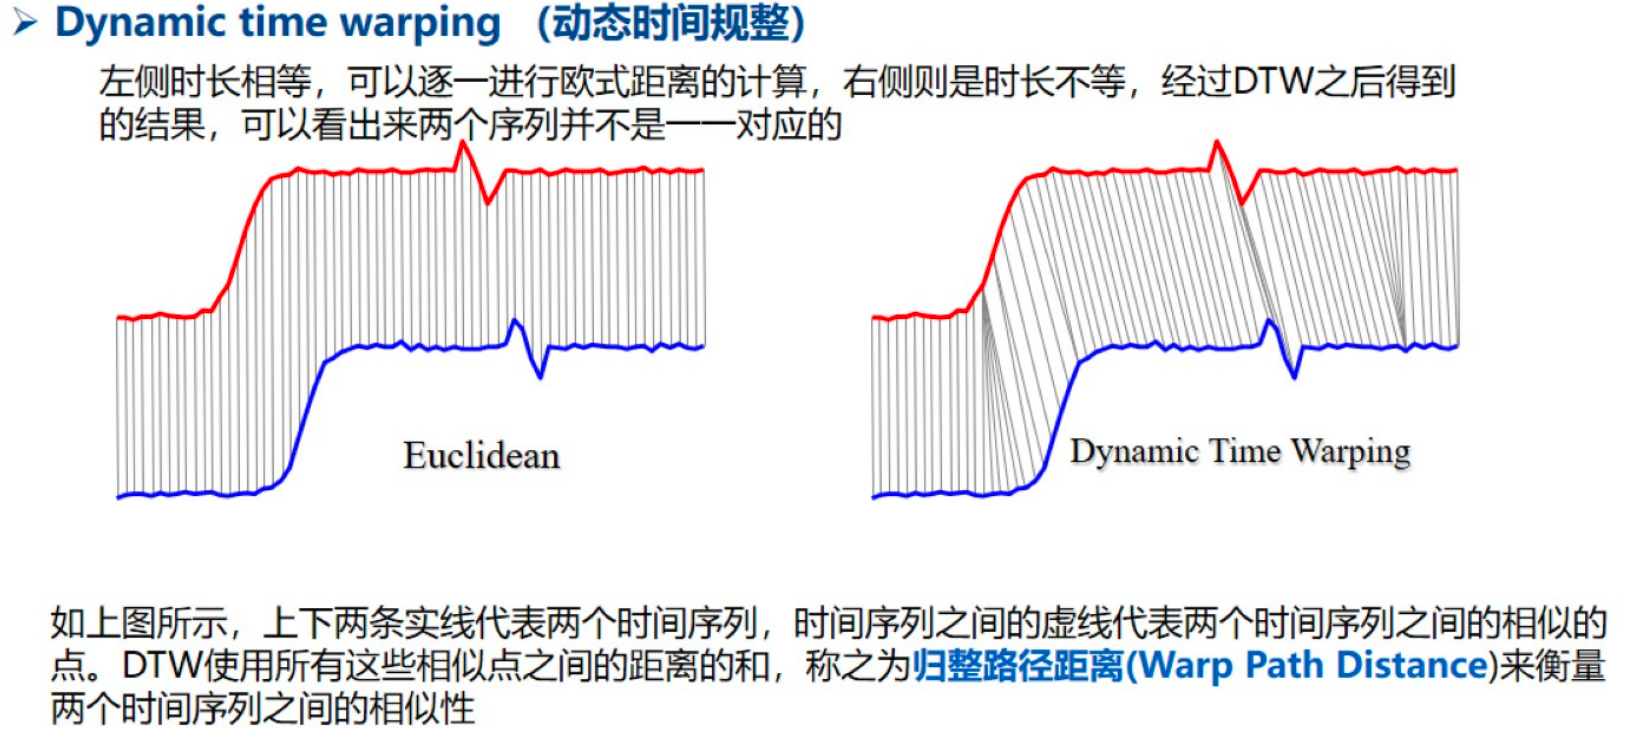 ➢ Dynamic time warping （动态时间规整）
左侧时长相等，可以逐一进行欧式距离的计算，右侧则是时长不等，经过DTW之后得到
的结果，可以看出来两个序列并不是一一对应的
Euclidean
Dynamic Time Warping
如上图所示，上下两条实线代表两个时间序列，时间序列之间的虚线代表两个时间序列之间的相似的
点。DTW使用所有这些相似点之间的距离的和，称之为归整路径距离(Warp Path Distance)来衡量
两个时间序列之间的相似性